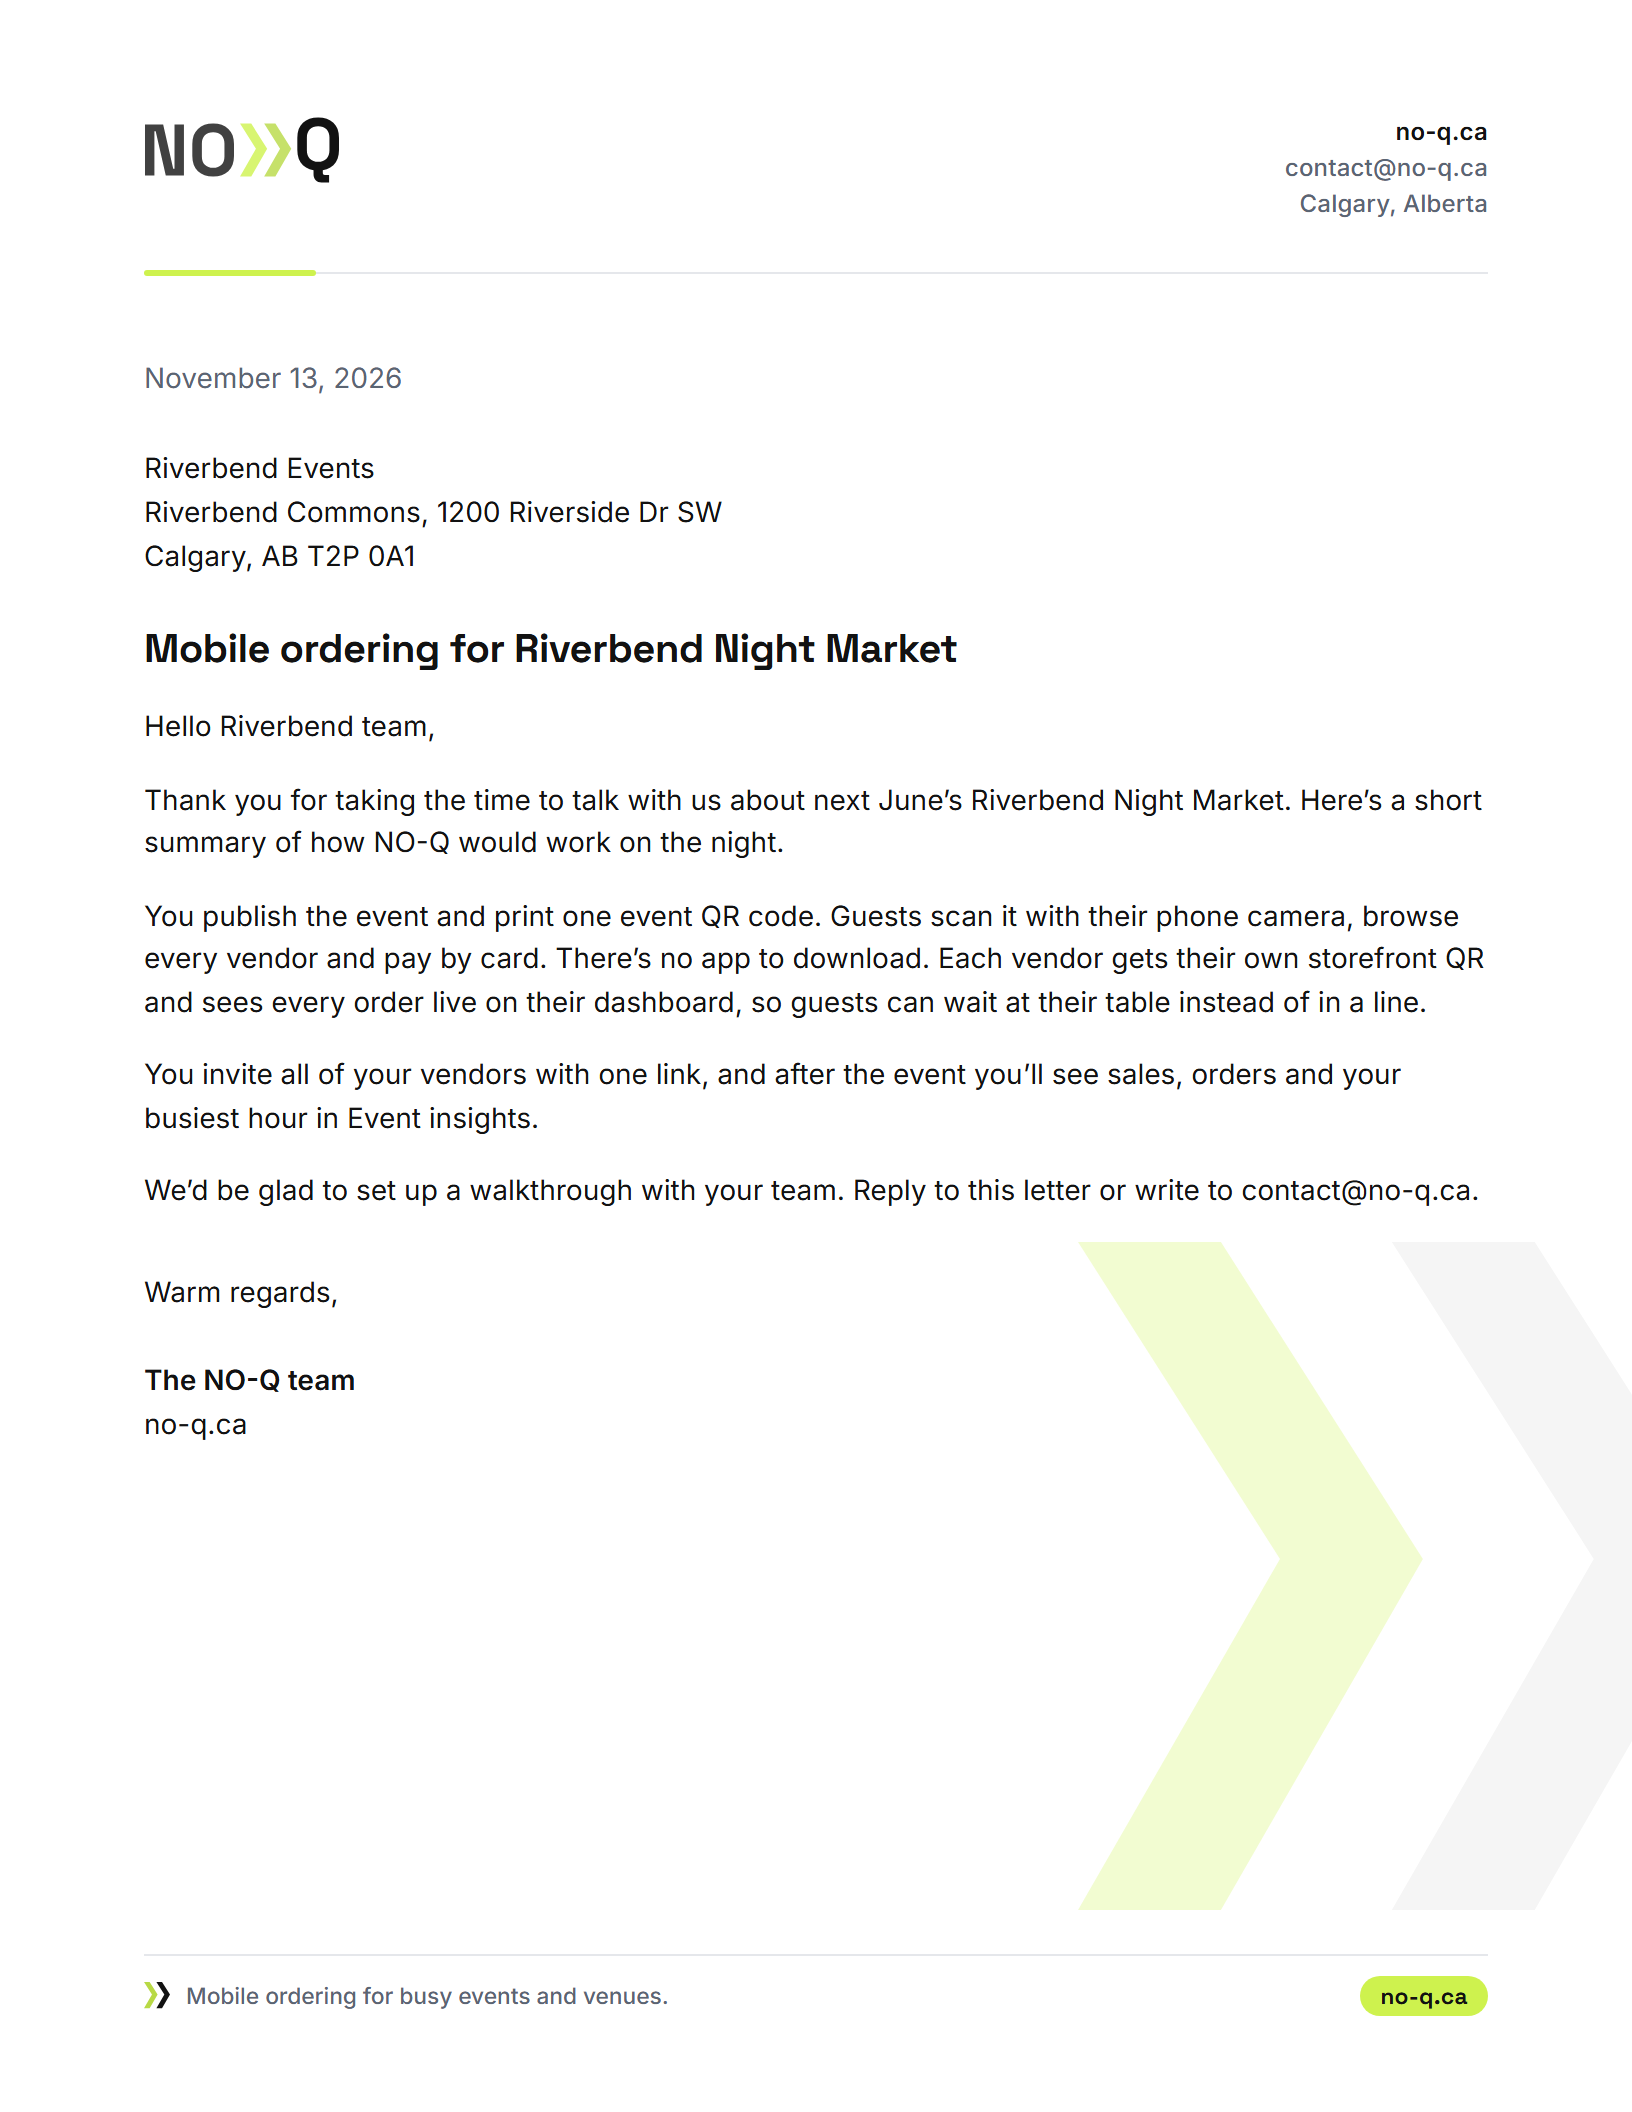 NO»Q
no-q.ca
contact@no-q.ca
Calgary, Alberta
November 13, 2026
Riverbend Events
Riverbend Commons, 1200 Riverside Dr SW
Calgary, AB T2P 0A1
Mobile ordering for Riverbend Night Market
Hello Riverbend team,
Thank you for taking the time to talk with us about next June’s Riverbend Night Market. Here’s a short
summary of how NO-Q would work on the night.
You publish the event and print one event QR code. Guests scan it with their phone camera, browse
every vendor and pay by card. There’s no app to download. Each vendor gets their own storefront QR
and sees every order live on their dashboard, so guests can wait at their table instead of in a line.
You invite all of your vendors with one link, and after the event you’ll see sales, orders and your
busiest hour in Event insights.
We’d be glad to set up a walkthrough with your team. Reply to this letter or write to contact@no-q.ca.
Warm regards,
The NO-Q team
no-q.ca
Mobile ordering for busy events and venues.
no-q.ca